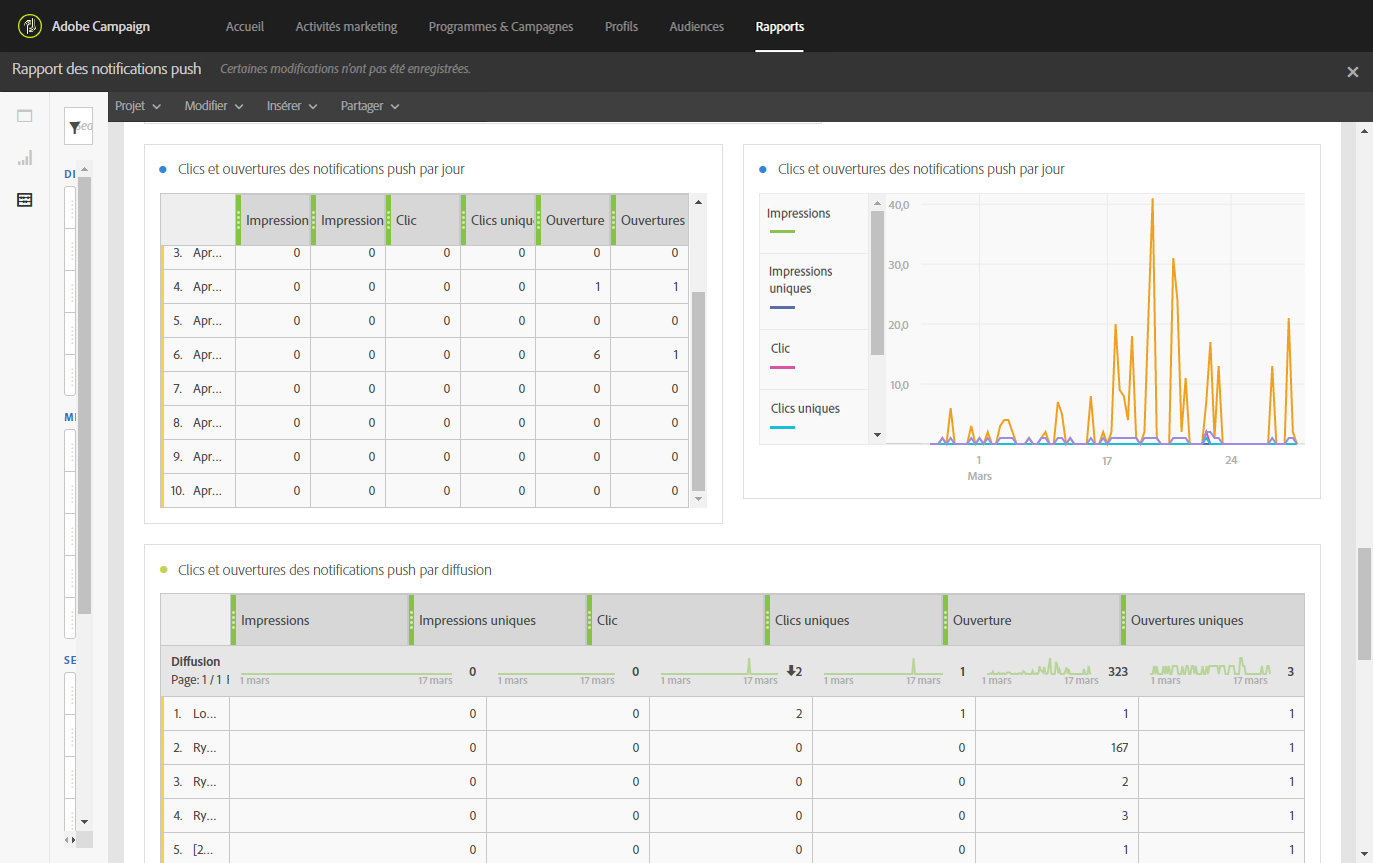 Adobe Campaign
Accueil
Activités marketing
Programmes & Campagnes
Profils
Audiences
Rapports
Rapport des notifications push
Certaines modifications n'ont pas été enregistrées.
Projet
Modifier
Insérer
Partager
DI
ME
SE
Clics et ouvertures des notifications push par jour
Impression Impression Clic Clics uniqu Ouverture Ouvertures
3. Apr... 0 0 0 0 0 0
4. Apr... 0 0 0 0 1 1
5. Apr... 0 0 0 0 0 0
6. Apr... 0 0 0 0 6 1
7. Apr... 0 0 0 0 0 0
8. Apr... 0 0 0 0 0 0
9. Apr... 0 0 0 0 0 0
10. Apr... 0 0 0 0 0 0
Clics et ouvertures des notifications push par jour
Impressions
Impressions
uniques
Clic
Clics uniques
40,0
30,0
20,0
10,0
1
Mars
17
24
Clics et ouvertures des notifications push par diffusion
Impressions Impressions uniques Clic Clics uniques Ouverture Ouvertures uniques
Diffusion
Page: 1 / 1
1 mars 17 mars 0
1 mars 17 mars 0
1 mars 17 mars 2
1 mars 17 mars 1
1 mars 17 mars 323
1 mars 17 mars 3
1. Lo... 0 0 2 1 1 1
2. Ry... 0 0 0 0 167 1
3. Ry... 0 0 0 0 2 1
4. Ry... 0 0 0 0 3 1
5. [2... 0 0 0 0 1 1